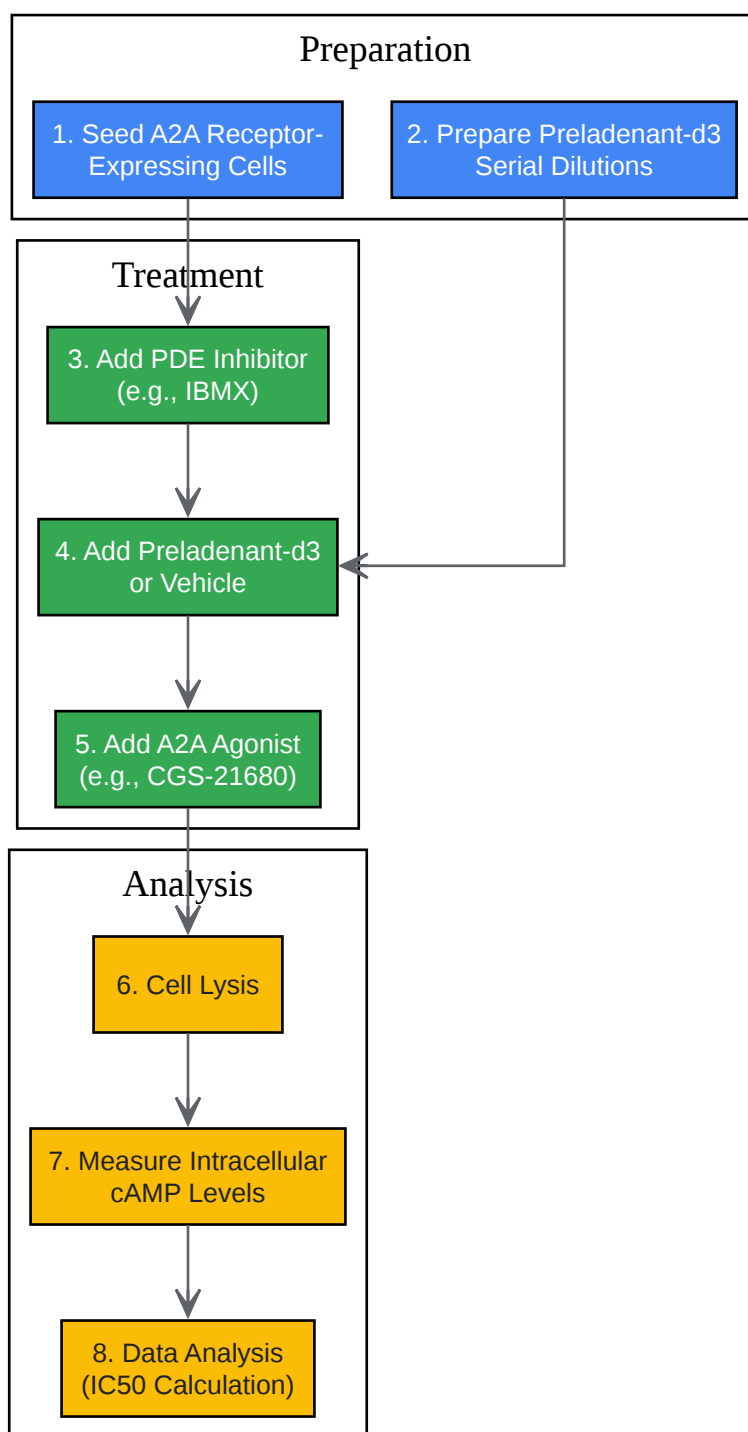 Preparation
1. Seed A2A Receptor-
Expressing Cells
2. Prepare Preladenant-d3
Serial Dilutions
Treatment
3. Add PDE Inhibitor
(e.g., IBMX)
4. Add Preladenant-d3
or Vehicle
5. Add A2A Agonist
(e.g., CGS-21680)
Analysis
6. Cell Lysis
7. Measure Intracellular
cAMP Levels
8. Data Analysis
(IC50 Calculation)